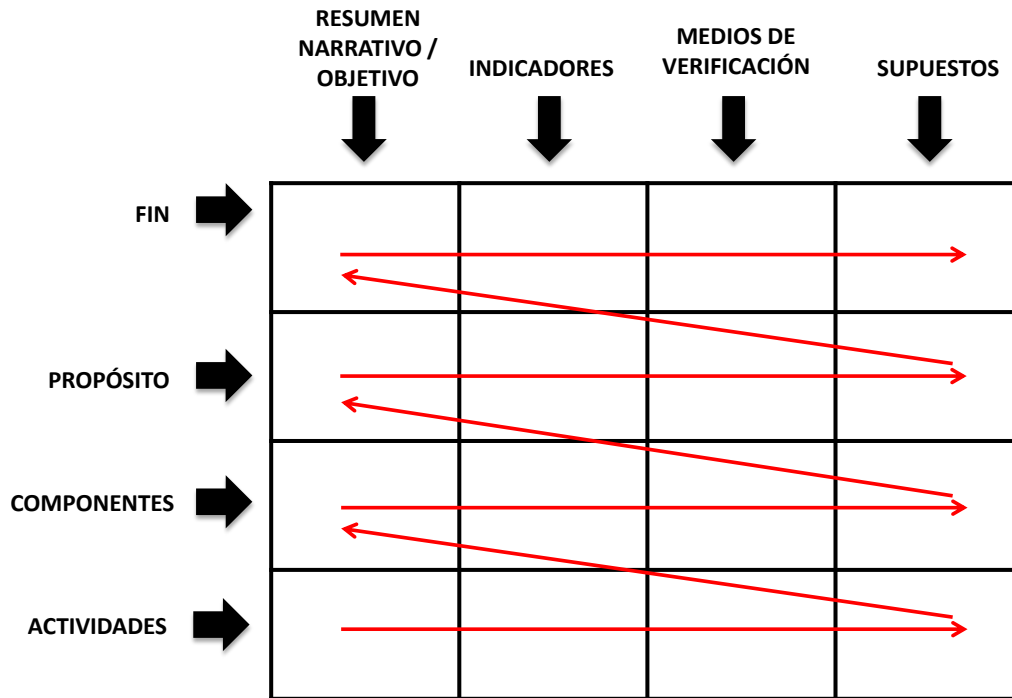 RESUMEN
NARRATIVO /
OBJETIVO
INDICADORES
MEDIOS DE
VERIFICACIÓN
SUPUESTOS
FIN
PROPÓSITO
COMPONENTES
ACTIVIDADES